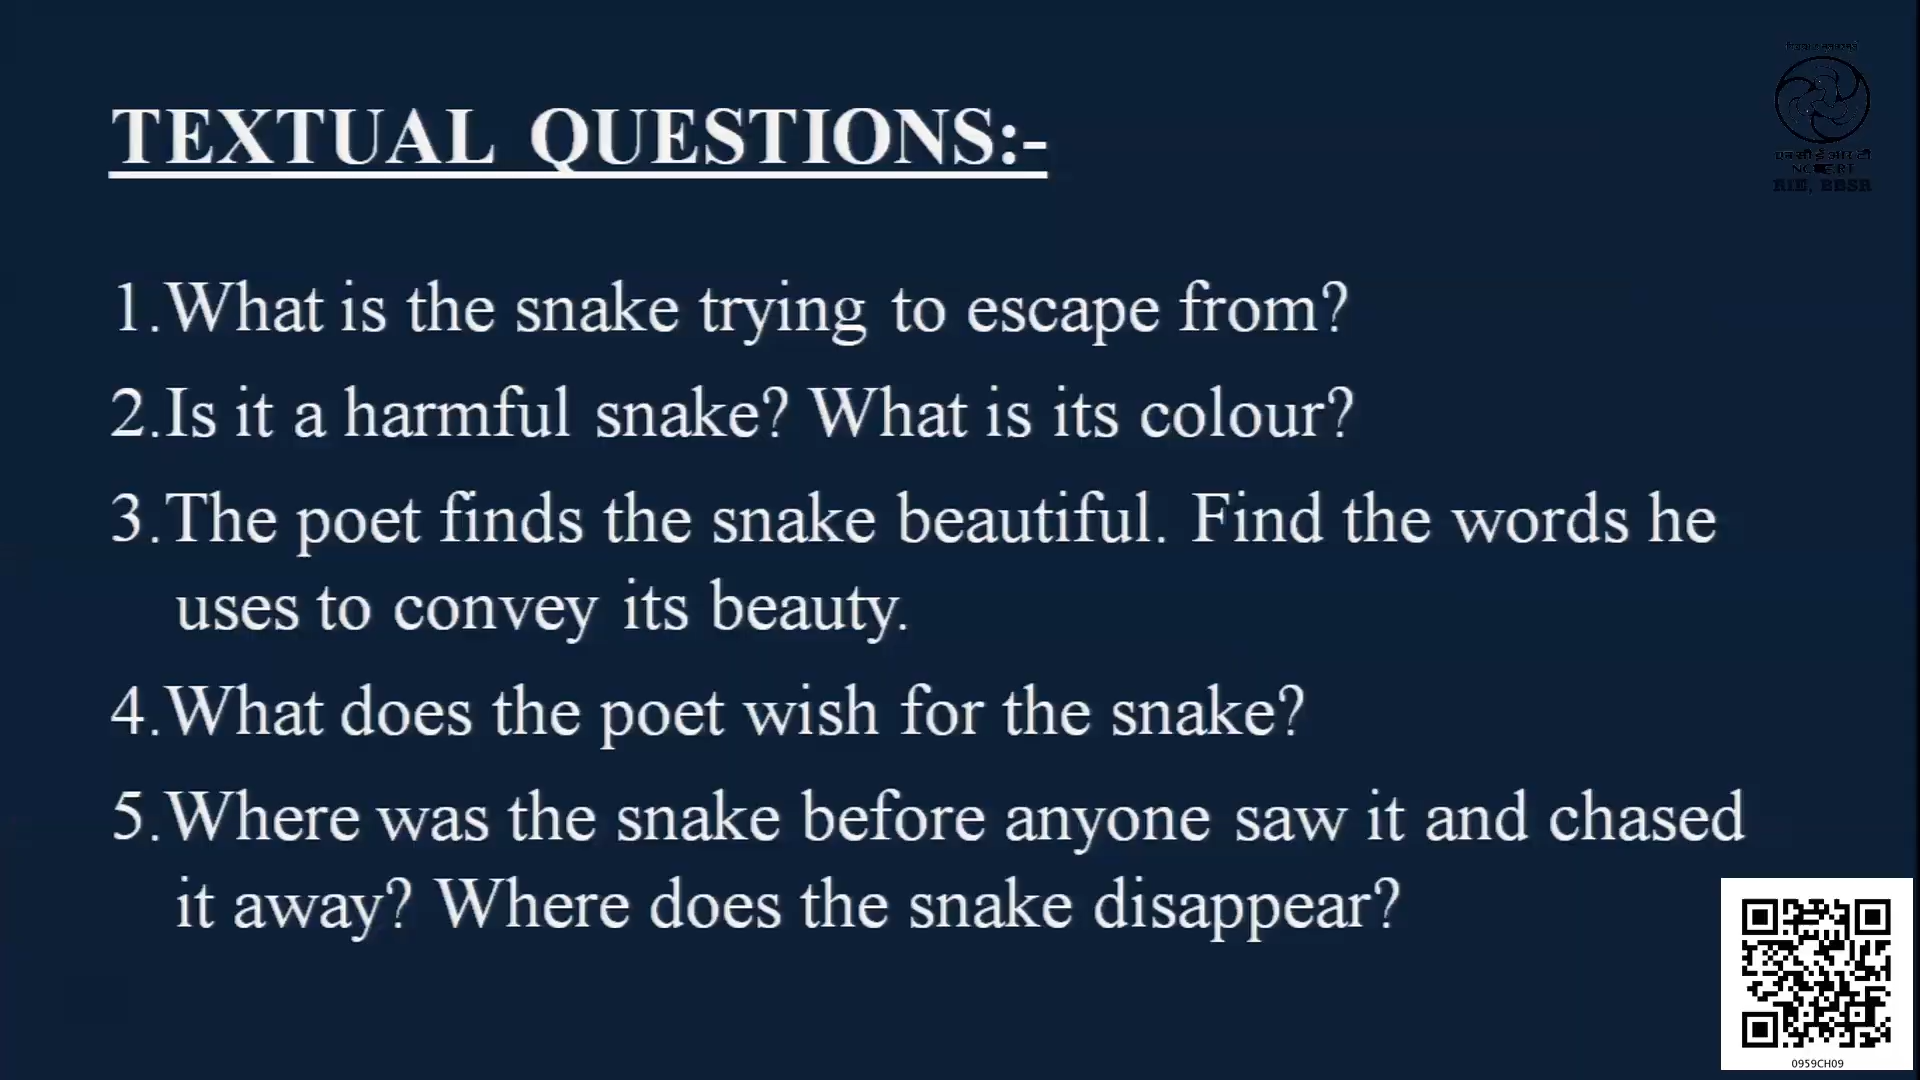 TEXTUAL QUESTIONS:-
1.What is the snake trying to escape from?
2.Is it a harmful snake? What is its colour?
3.The poet finds the snake beautiful. Find the words he
uses to convey its beauty.
4.What does the poet wish for the snake?
5.Where was the snake before anyone saw it and chased
it away? Where does the snake disappear?
एन सी ई आर टी
NCERT
RIE, BBSR
0959CH09